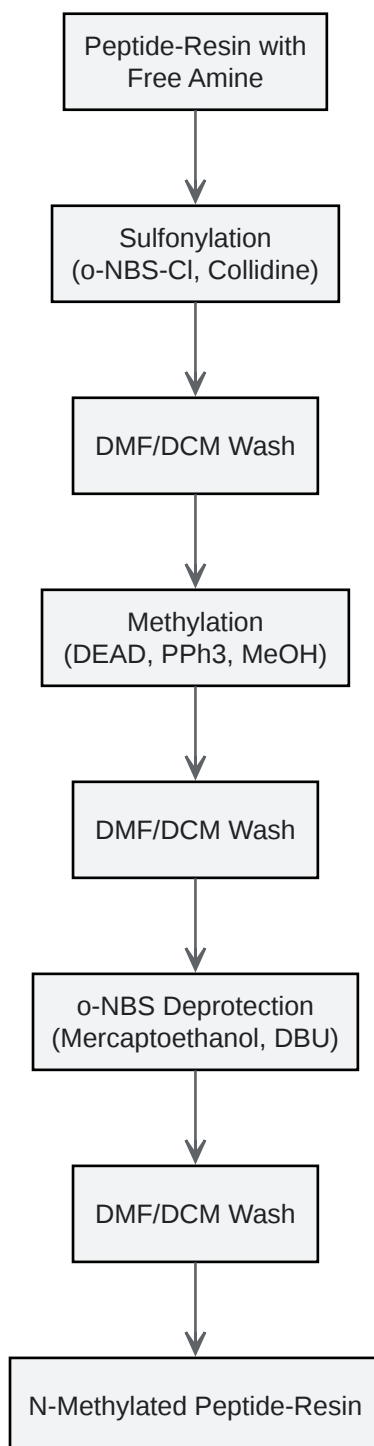 Peptide-Resin with
Free Amine
Sulfonylation
(o-NBS-Cl, Collidine)
DMF/DCM Wash
Methylation
(DEAD, PPh3, MeOH)
DMF/DCM Wash
o-NBS Deprotection
(Mercaptoethanol, DBU)
DMF/DCM Wash
N-Methylated Peptide-Resin